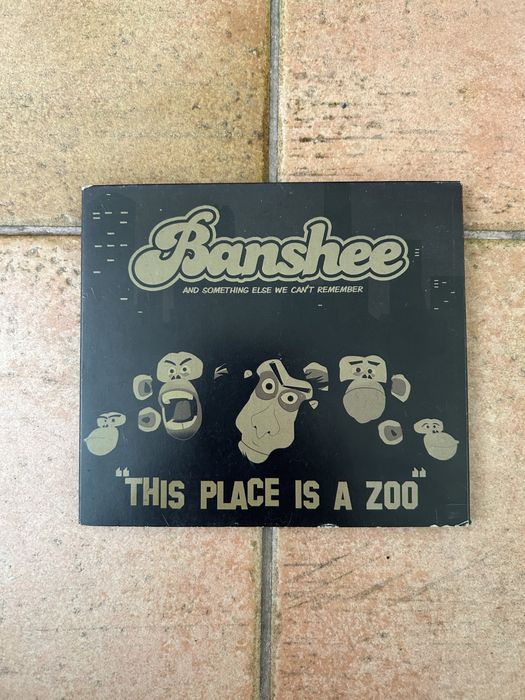 Banshee
AND SOMETHING ELSE WE CAN'T REMEMBER
"THIS PLACE IS A ZOO"